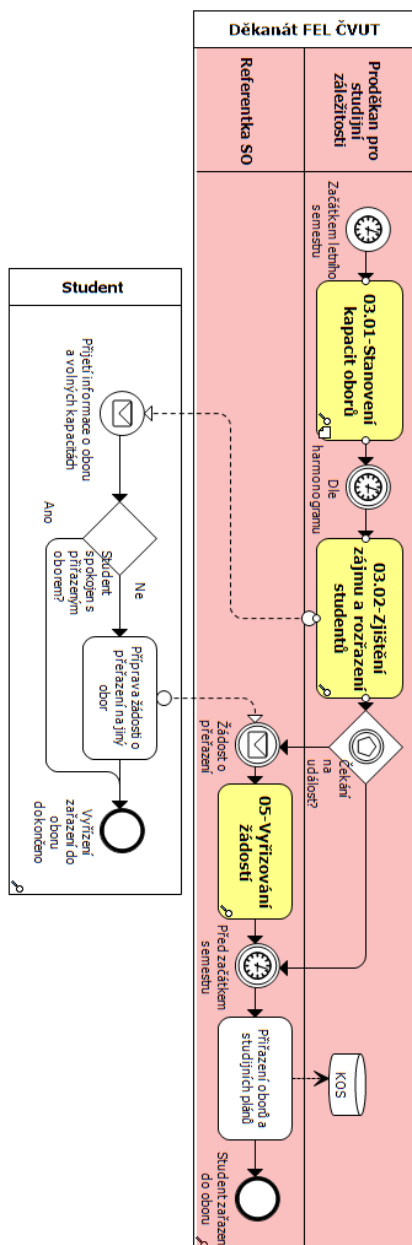 Děkanát FEL ČVUT
Proděkan pro
studijní
záležitosti
Referentka SO
Začátkem letního
semestru
03.01-Stanovení
kapacit oborů
Dle
harmonogramu
03.02-Zjištění
zájmu a rozřazení
studentů
Čekání
na
událost?
Žádost o
přeřazení
05-Vyřizování
žádostí
Před začátkem
semestru
Přiřazení oborů a
studijních plánů
KOS
Student zařazen
do oboru
Student
Přijetí informace o oboru
a volných kapacitách
Student
spokojen s
přiřazeným
oborem?
Ano
Ne
Příprava žádosti o
přeřazení na jiný
obor
Vyřízení
zařazení do
oboru
dokončeno